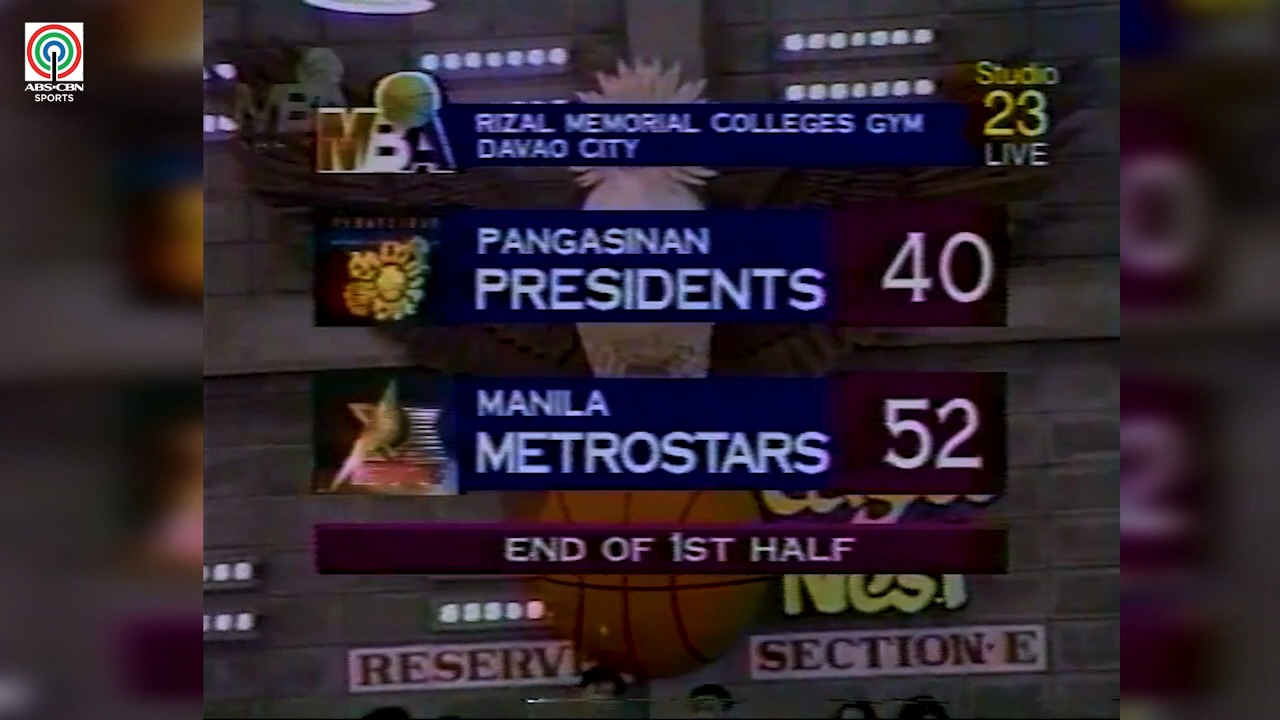 ABS-CBN
SPORTS
MBA
RIZAL MEMORIAL COLLEGES GYM
DAVAO CITY
Studio
23
LIVE
PANGASINAN
PRESIDENTS
40
MANILA
METROSTARS
52
END OF 1ST HALF
Nest
RESERV
SECTION·E